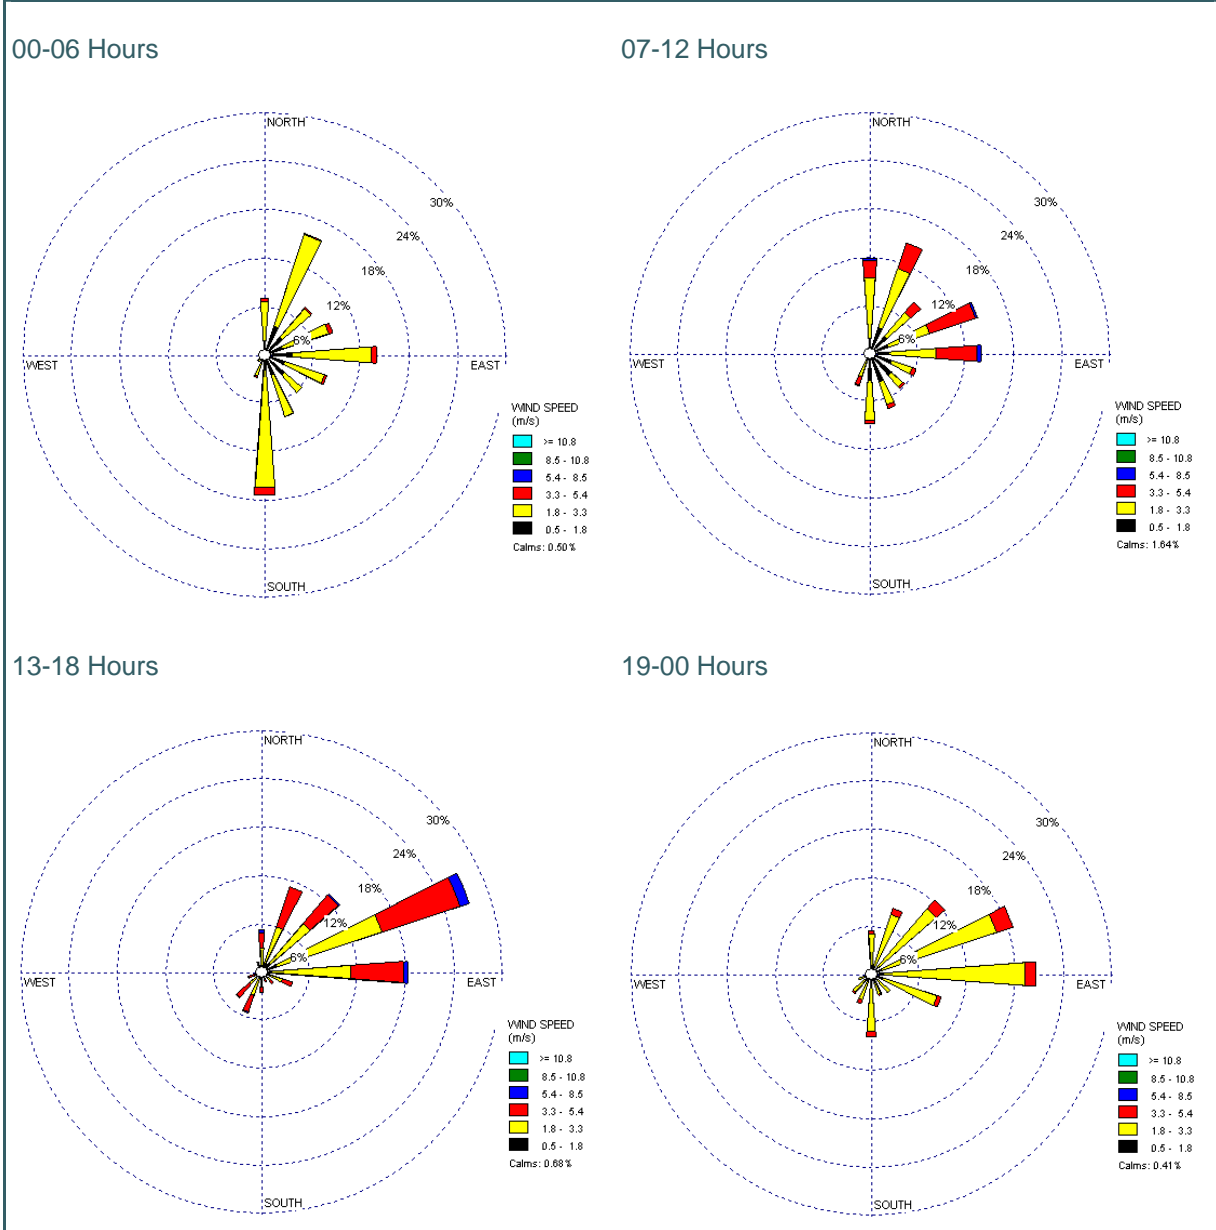 00-06 Hours
NORTH
30%
24%
18%
12%
6%
WEST
EAST
SOUTH
WIND SPEED
(m/s)
>= 10.8
8.5 - 10.8
5.4 - 8.5
3.3 - 5.4
1.8 - 3.3
0.5 - 1.8
Calms: 0.50%
07-12 Hours
NORTH
30%
24%
18%
12%
6%
WEST
EAST
SOUTH
WIND SPEED
(m/s)
>= 10.8
8.5 - 10.8
5.4 - 8.5
3.3 - 5.4
1.8 - 3.3
0.5 - 1.8
Calms: 1.64%
13-18 Hours
NORTH
30%
24%
18%
12%
6%
WEST
EAST
SOUTH
WIND SPEED
(m/s)
>= 10.8
8.5 - 10.8
5.4 - 8.5
3.3 - 5.4
1.8 - 3.3
0.5 - 1.8
Calms: 0.68%
19-00 Hours
NORTH
30%
24%
18%
12%
6%
WEST
EAST
SOUTH
WIND SPEED
(m/s)
>= 10.8
8.5 - 10.8
5.4 - 8.5
3.3 - 5.4
1.8 - 3.3
0.5 - 1.8
Calms: 0.41%